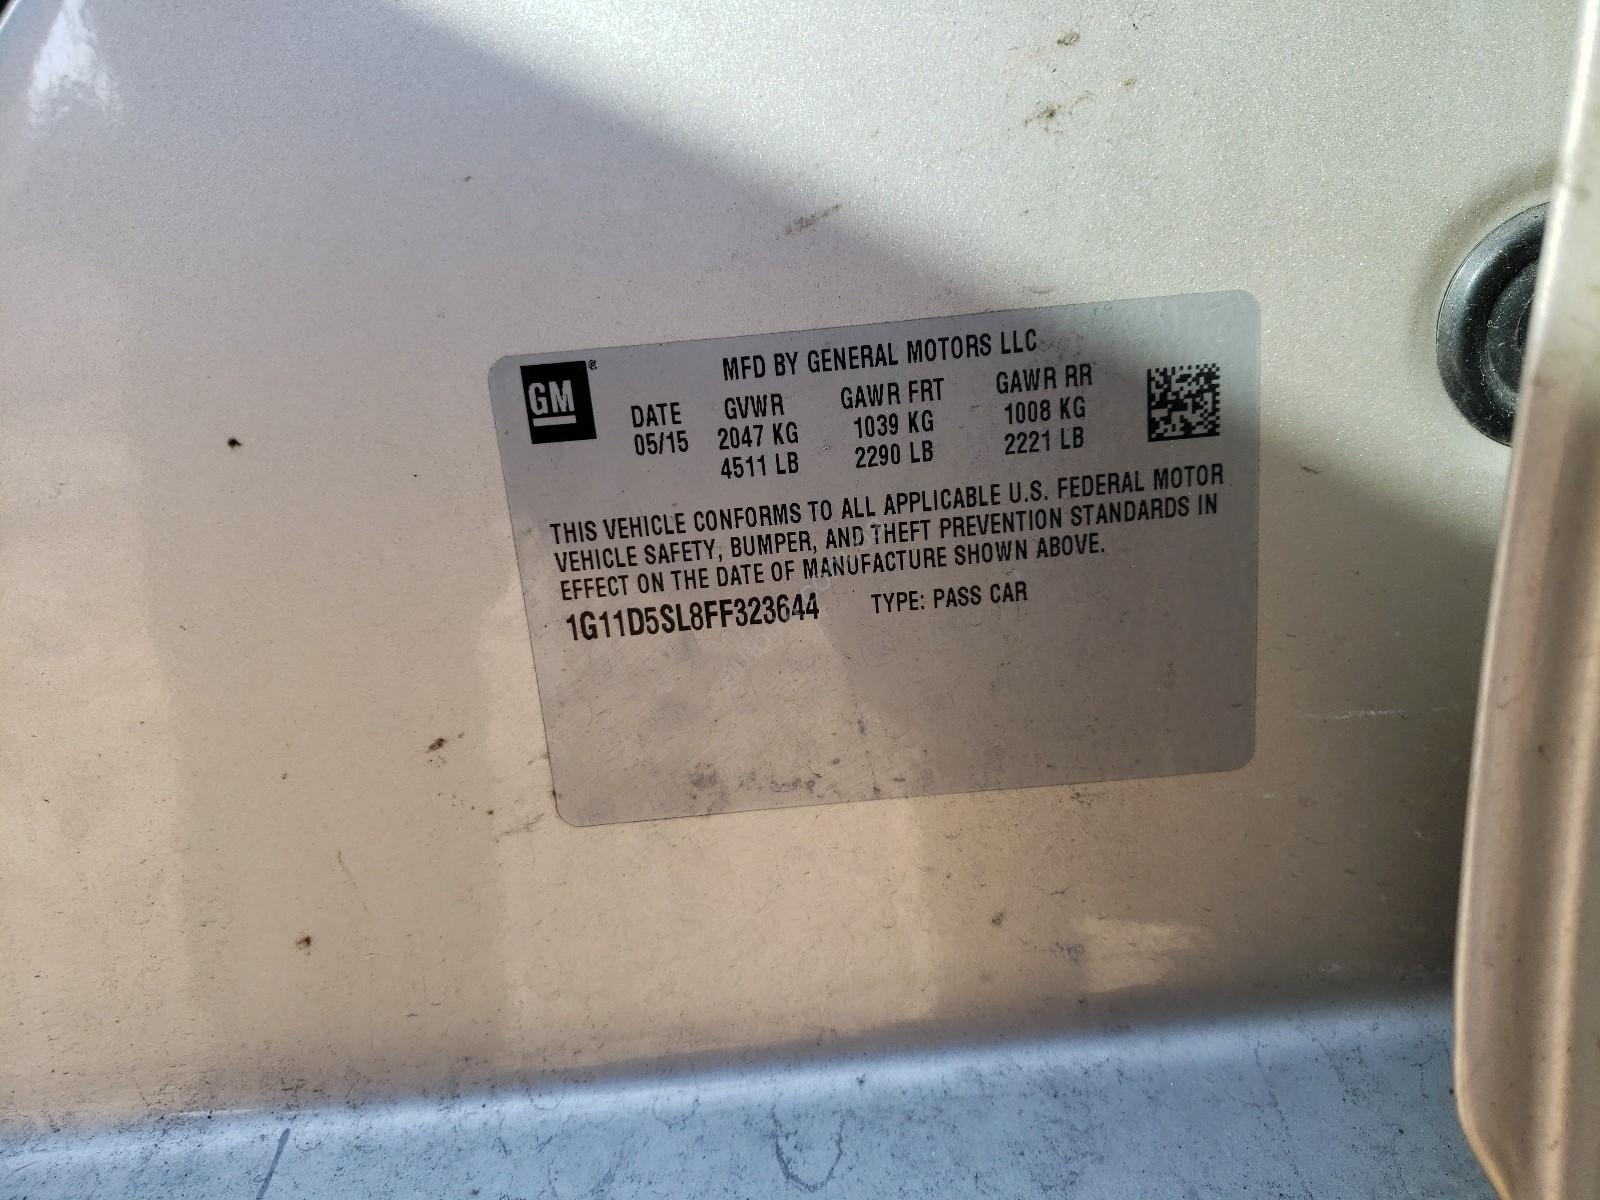 MFD BY GENERAL MOTORS LLC
GM®
DATE GVWR GAWR FRT GAWR RR
05/15 2047 KG 1039 KG 1008 KG
4511 LB 2290 LB 2221 LB
THIS VEHICLE CONFORMS TO ALL APPLICABLE U.S. FEDERAL MOTOR
VEHICLE SAFETY, BUMPER, AND THEFT PREVENTION STANDARDS IN
EFFECT ON THE DATE OF MANUFACTURE SHOWN ABOVE.
1G11D5SL8FF323644 TYPE: PASS CAR